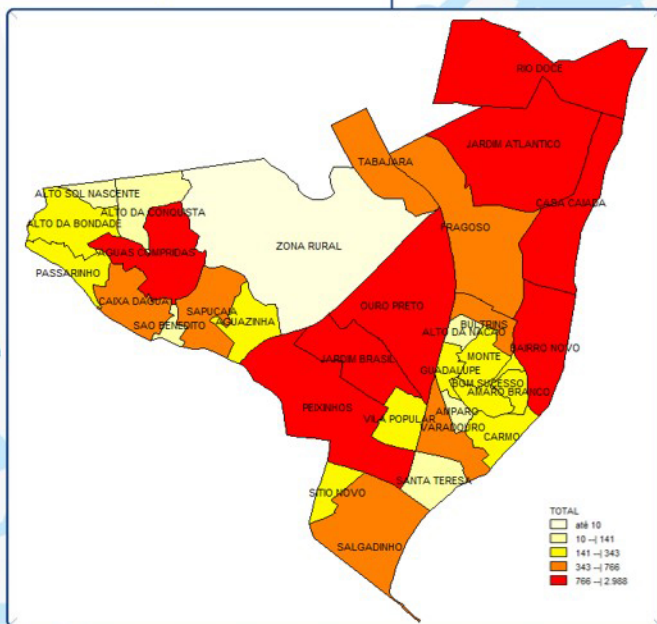 RIO DOCE
JARDIM ATLANTICO
TABAJARA
CASA CAIADA
ALTO SOL NASCENTE
ALTO DA CONQUISTA
ALTO DA BONDADE
FRAGOSO
ZONA RURAL
AGUAS COMPRIDAS
PASSARINHO
CAIXA DAGUA
SAPUCAIA
OURO PRETO
SAO BENEDITO
AGUAZINHA
BULTRINS
ALTO DA NACAO
BAIRRO NOVO
JARDIM BRASIL
MONTE
GUADALUPE
BOM SUCESSO
AMARO BRANCO
PEIXINHOS
AMPARO
VILA POPULAR
VARADOURO
CARMO
SANTA TERESA
SITIO NOVO
SALGADINHO
TOTAL
até 10
10 --| 141
141 --| 343
343 --| 766
766 --| 2.988